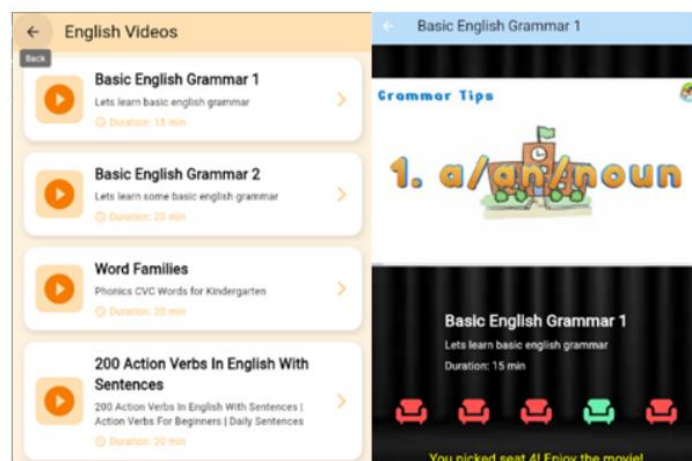 English Videos
Back
Basic English Grammar 1
Lets learn basic english grammar
Duration: 15 min
Basic English Grammar 2
Lets learn some basic english grammar
Duration: 20 min
Word Families
Phonics CVC Words for Kindergarten
Duration: 20 min
200 Action Verbs In English With
Sentences
200 Action Verbs In English With Sentences |
Action Verbs For Beginners | Daily Sentences
Duration: 20 min
Basic English Grammar 1
Grammar Tips
1. a/an/noun
Basic English Grammar 1
Lets learn basic english grammar
Duration: 15 min
You picked seat 4! Enjoy the movie!